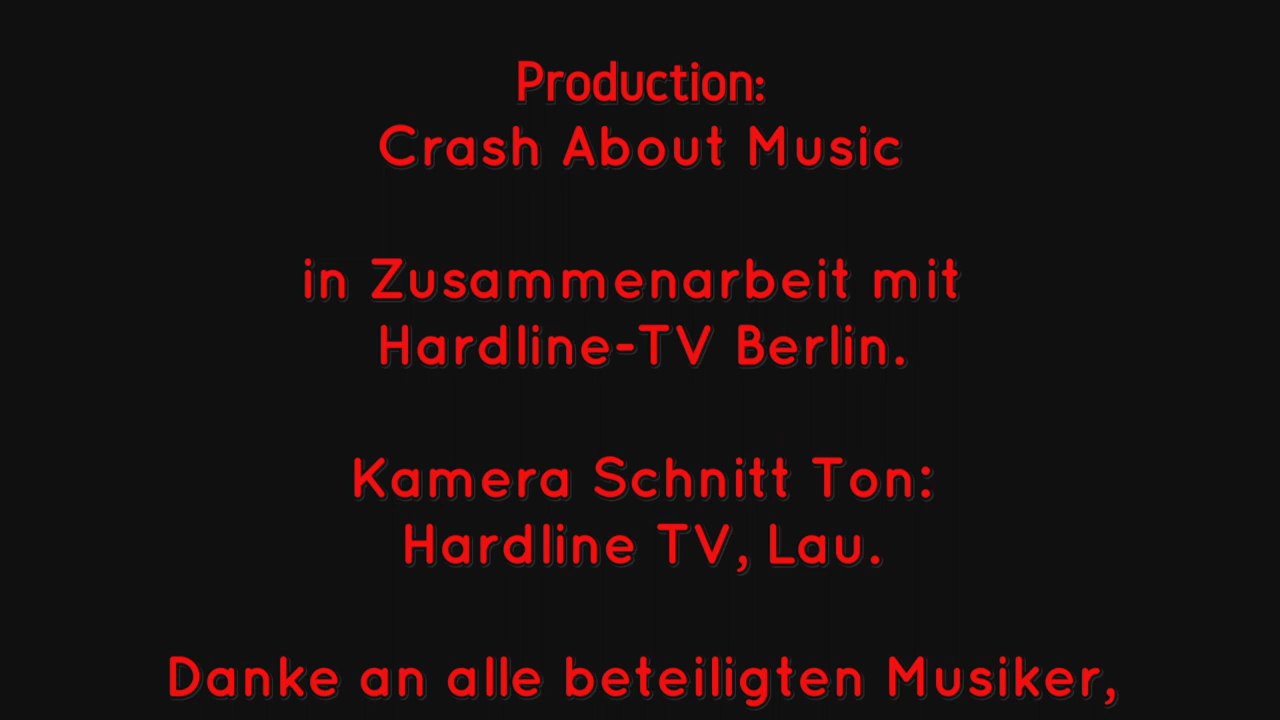 Production:
Crash About Music
in Zusammenarbeit mit
Hardline-TV Berlin.
Kamera Schnitt Ton:
Hardline TV, Lau.
Danke an alle beteiligten Musiker,